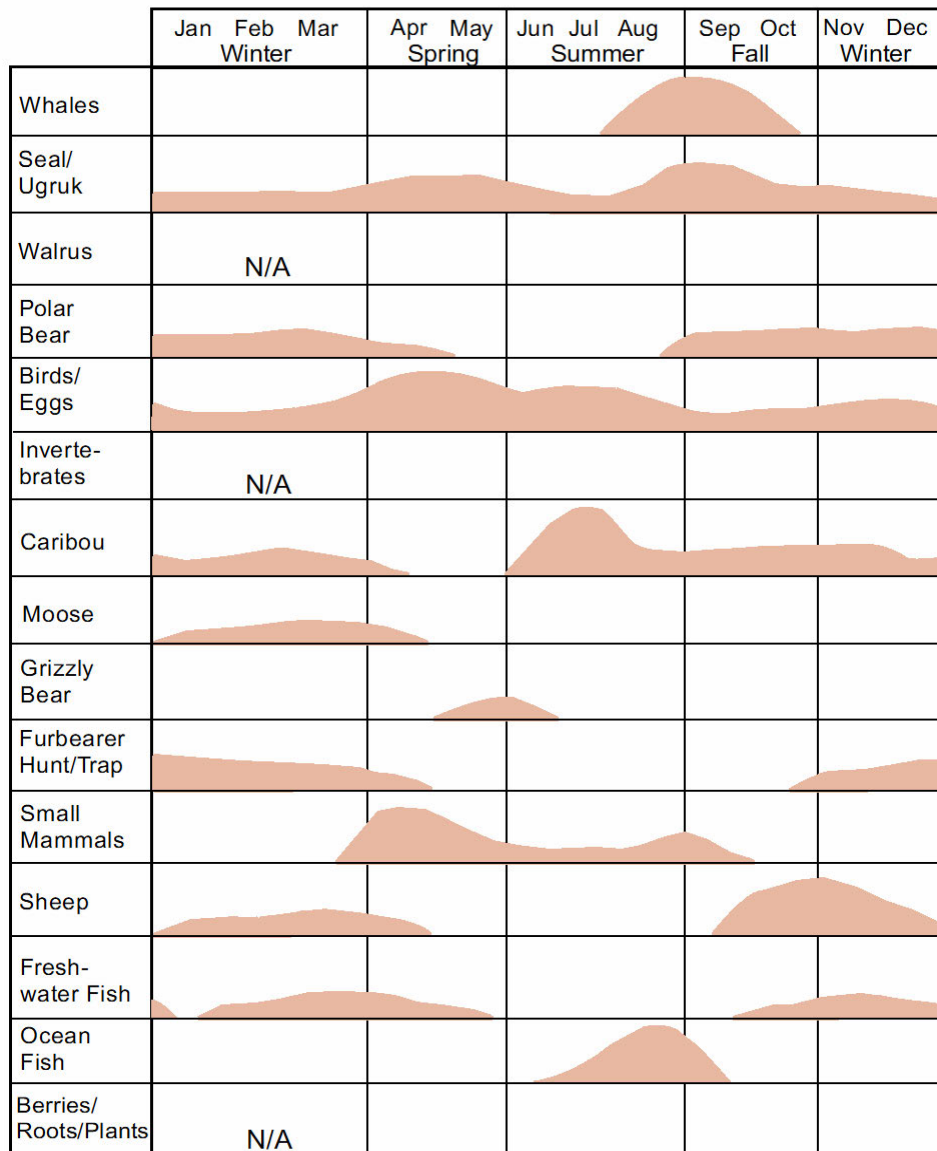 Jan Feb Mar Apr May Jun Jul Aug Sep Oct Nov Dec
Winter Spring Summer Fall Winter
Whales
Seal/
Ugruk
Walrus
N/A
Polar
Bear
Birds/
Eggs
Inverte-
brates
N/A
Caribou
Moose
Grizzly
Bear
Furbearer
Hunt/Trap
Small
Mammals
Sheep
Fresh-
water Fish
Ocean
Fish
Berries/
Roots/Plants
N/A